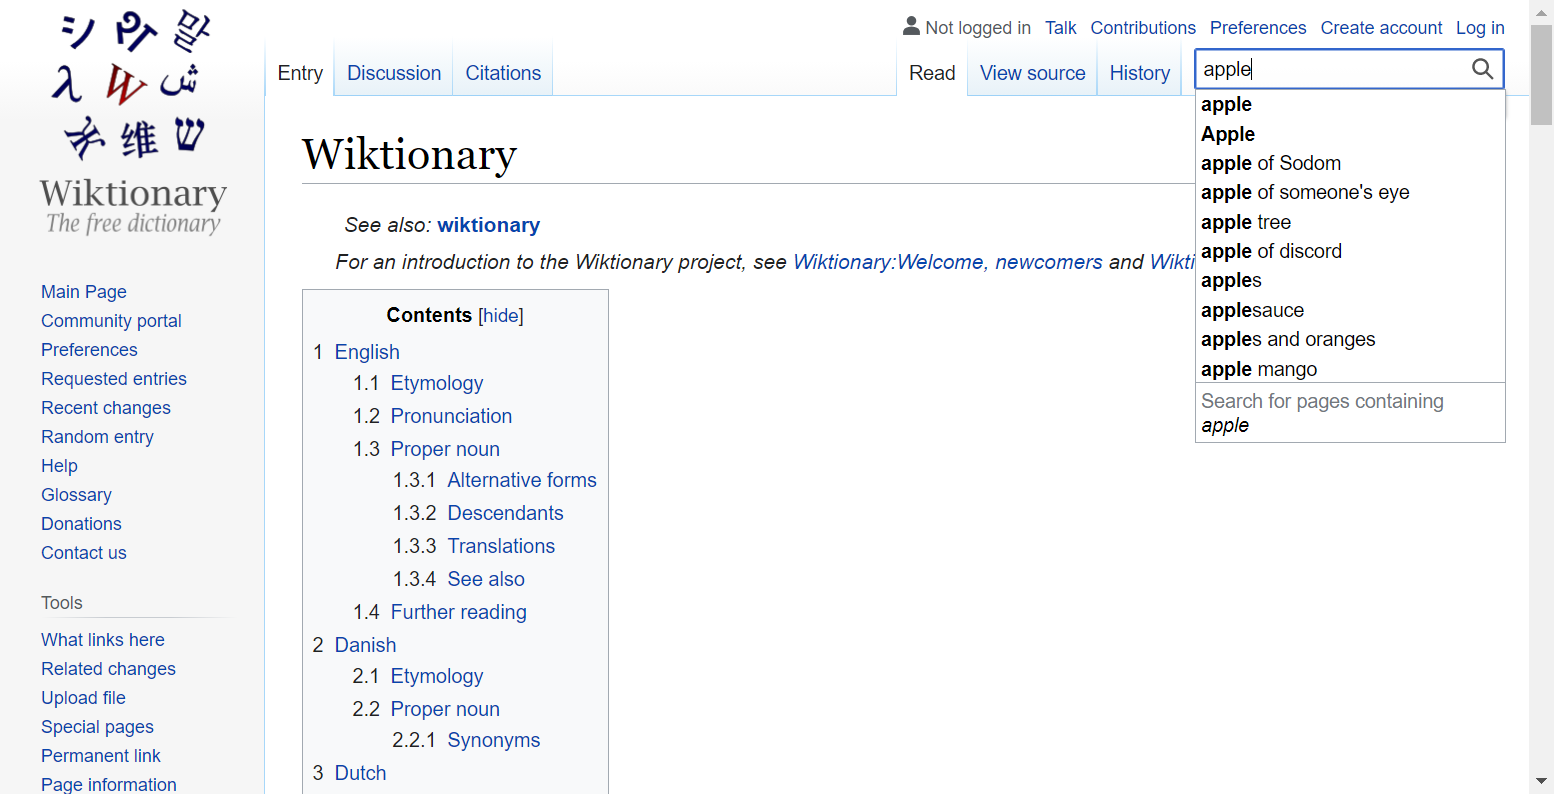 シ
ש
维
λ
W
Wiktionary
The free dictionary
Main Page
Community portal
Preferences
Requested entries
Recent changes
Random entry
Help
Glossary
Donations
Contact us
Tools
What links here
Related changes
Upload file
Special pages
Permanent link
Page information
Not logged in Talk Contributions Preferences Create account Log in
Entry Discussion Citations Read View source History
apple
apple
Apple
apple of Sodom
apple of someone's eye
apple tree
apple of discord
apples
applesauce
apples and oranges
apple mango
Search for pages containing
apple
Wiktionary
See also: wiktionary
For an introduction to the Wiktionary project, see Wiktionary:Welcome, newcomers and Wikti
Contents [hide]
1 English
1.1 Etymology
1.2 Pronunciation
1.3 Proper noun
1.3.1 Alternative forms
1.3.2 Descendants
1.3.3 Translations
1.3.4 See also
1.4 Further reading
2 Danish
2.1 Etymology
2.2 Proper noun
2.2.1 Synonyms
3 Dutch